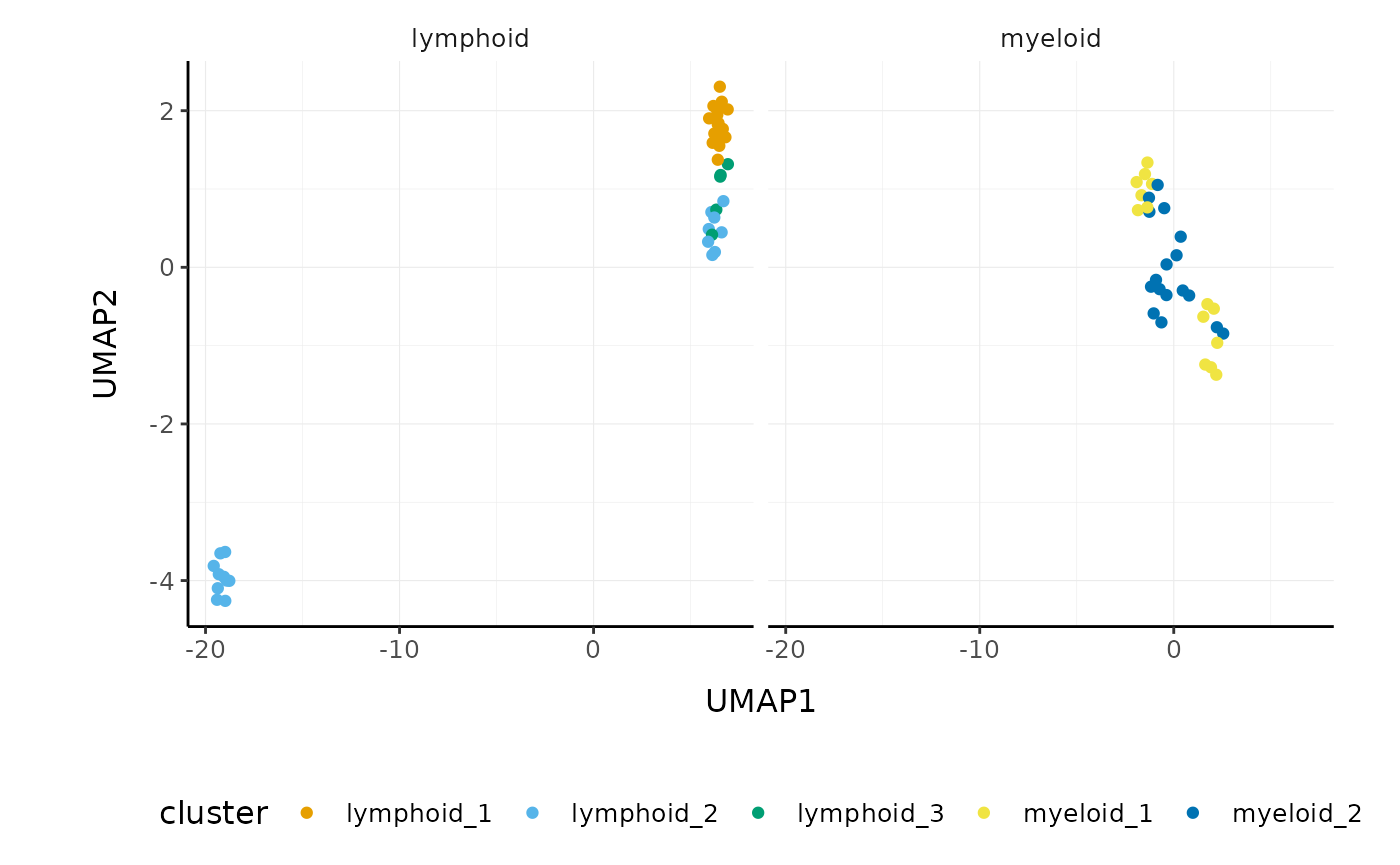 lymphoid myeloid
2
0
-2
-4
UMAP2
-20 -10 0 -20 -10 0
UMAP1
cluster lymphoid_1 lymphoid_2 lymphoid_3 myeloid_1 myeloid_2